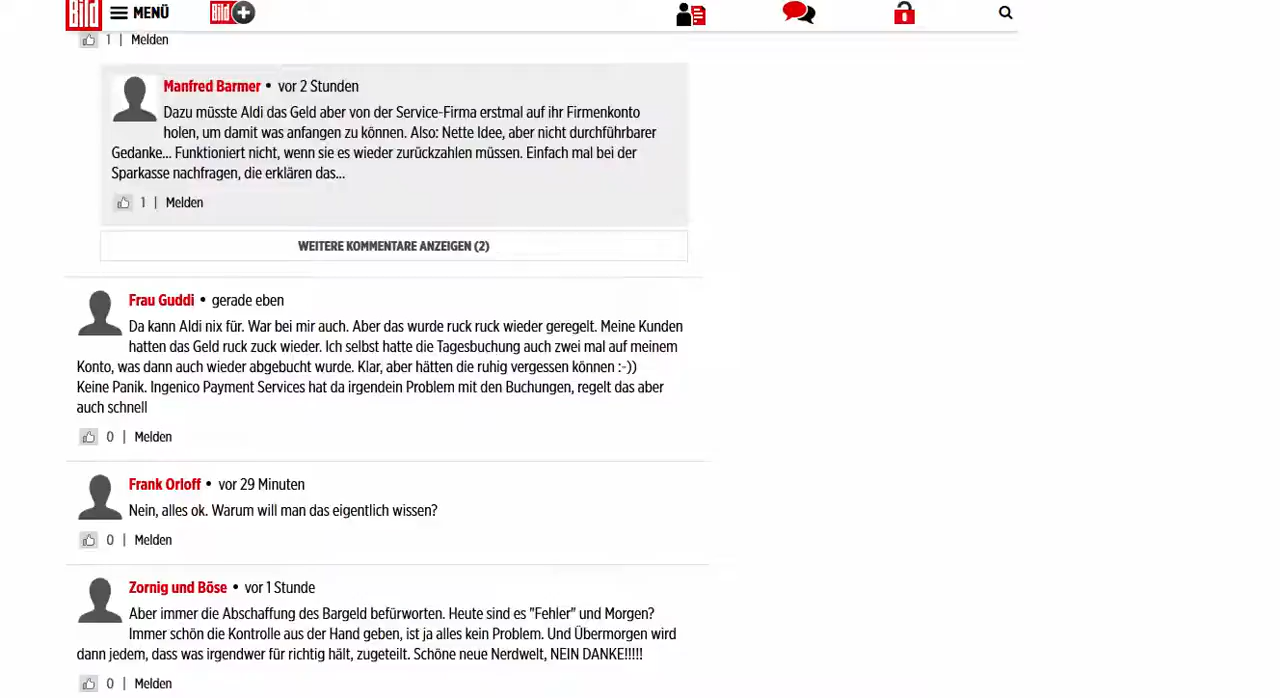 Bild MENÜ Bild+
1 | Melden
Manfred Barmer • vor 2 Stunden
Dazu müsste Aldi das Geld aber von der Service-Firma erstmal auf ihr Firmenkonto
holen, um damit was anfangen zu können. Also: Nette Idee, aber nicht durchführbarer
Gedanke... Funktioniert nicht, wenn sie es wieder zurückzahlen müssen. Einfach mal bei der
Sparkasse nachfragen, die erklären das...
1 | Melden
WEITERE KOMMENTARE ANZEIGEN (2)
Frau Guddi • gerade eben
Da kann Aldi nix für. War bei mir auch. Aber das wurde ruck ruck wieder geregelt. Meine Kunden
hatten das Geld ruck zuck wieder. Ich selbst hatte die Tagesbuchung auch zwei mal auf meinem
Konto, was dann auch wieder abgebucht wurde. Klar, aber hätten die ruhig vergessen können :-))
Keine Panik. Ingenico Payment Services hat da irgendein Problem mit den Buchungen, regelt das aber
auch schnell
0 | Melden
Frank Orloff • vor 29 Minuten
Nein, alles ok. Warum will man das eigentlich wissen?
0 | Melden
Zornig und Böse • vor 1 Stunde
Aber immer die Abschaffung des Bargeld befürworten. Heute sind es "Fehler" und Morgen?
Immer schön die Kontrolle aus der Hand geben, ist ja alles kein Problem. Und Übermorgen wird
dann jedem, dass was irgendwer für richtig hält, zugeteilt. Schöne neue Nerdwelt, NEIN DANKE!!!!!
0 | Melden